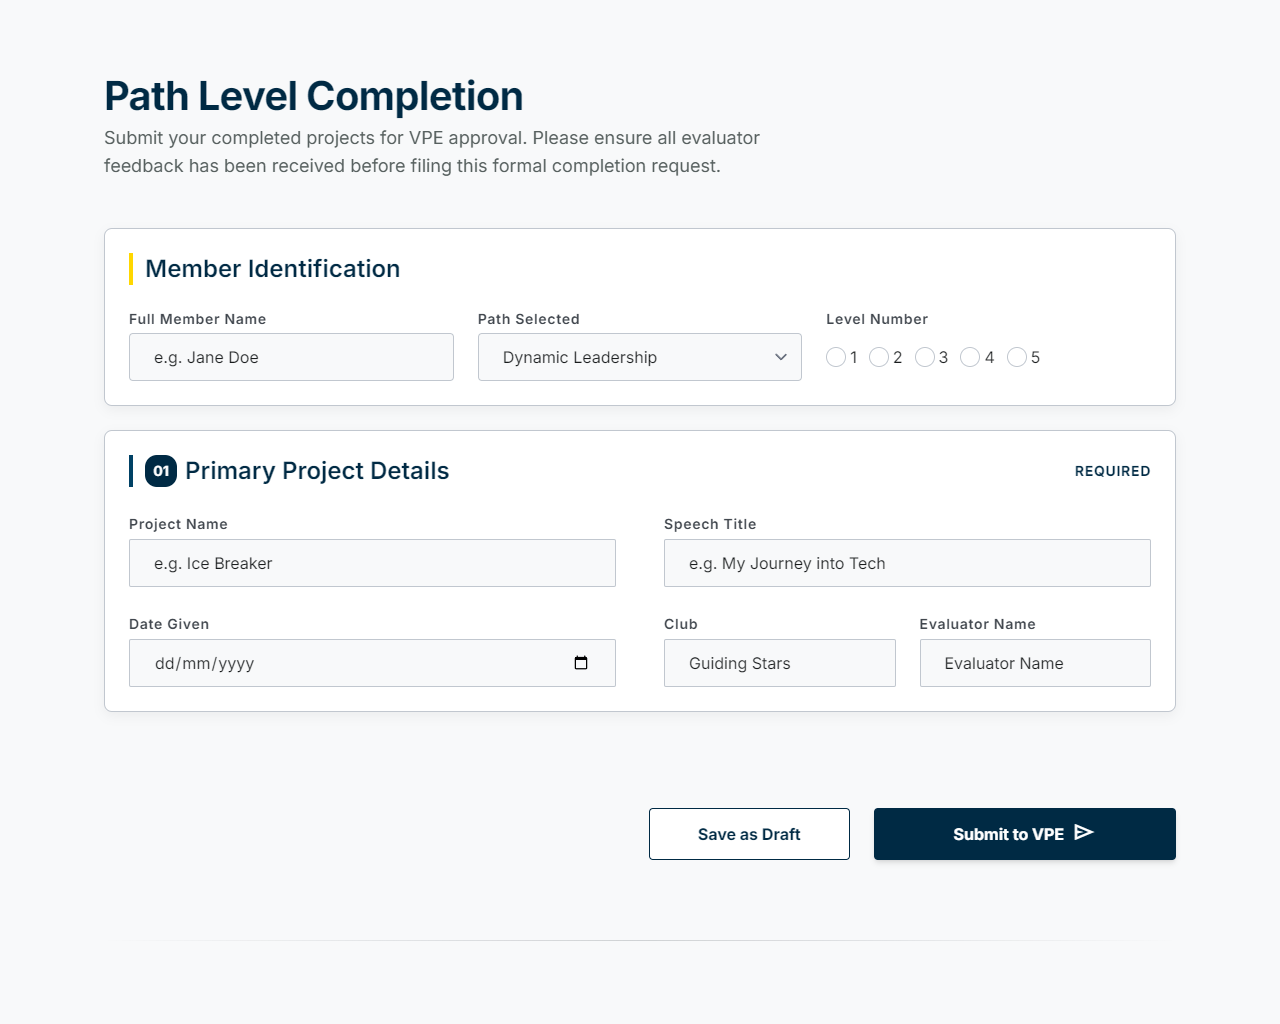 Path Level Completion
Submit your completed projects for VPE approval. Please ensure all evaluator
feedback has been received before filing this formal completion request.
Member Identification
Full Member Name
Path Selected
Level Number
e.g. Jane Doe
Dynamic Leadership
1 2 3 4 5
01 Primary Project Details
REQUIRED
Project Name
Speech Title
e.g. Ice Breaker
e.g. My Journey into Tech
Date Given
Club
Evaluator Name
dd/mm/yyyy
Guiding Stars
Evaluator Name
Save as Draft
Submit to VPE